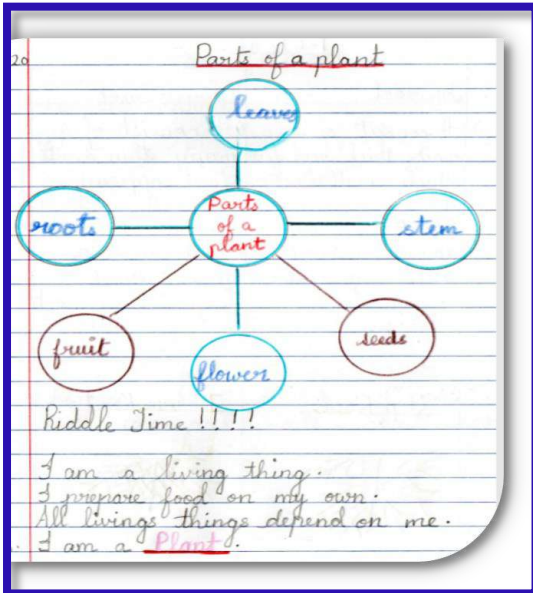 20
Parts of a plant
leaves
roots
Parts
of a
plant
stem
fruit
flower
seeds
Riddle Time !!!!
I am a living thing.
I prepare food on my own.
All livings things depend on me.
I am a Plant.